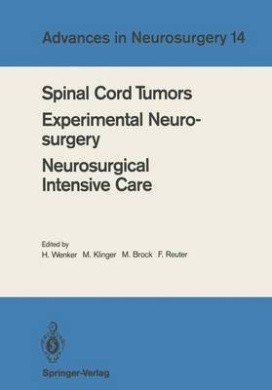 Advances in Neurosurgery 14
Spinal Cord Tumors
Experimental Neuro-
surgery
Neurosurgical
Intensive Care
Edited by
H. Wenker M. Klinger M. Brock F. Reuter
Springer-Verlag